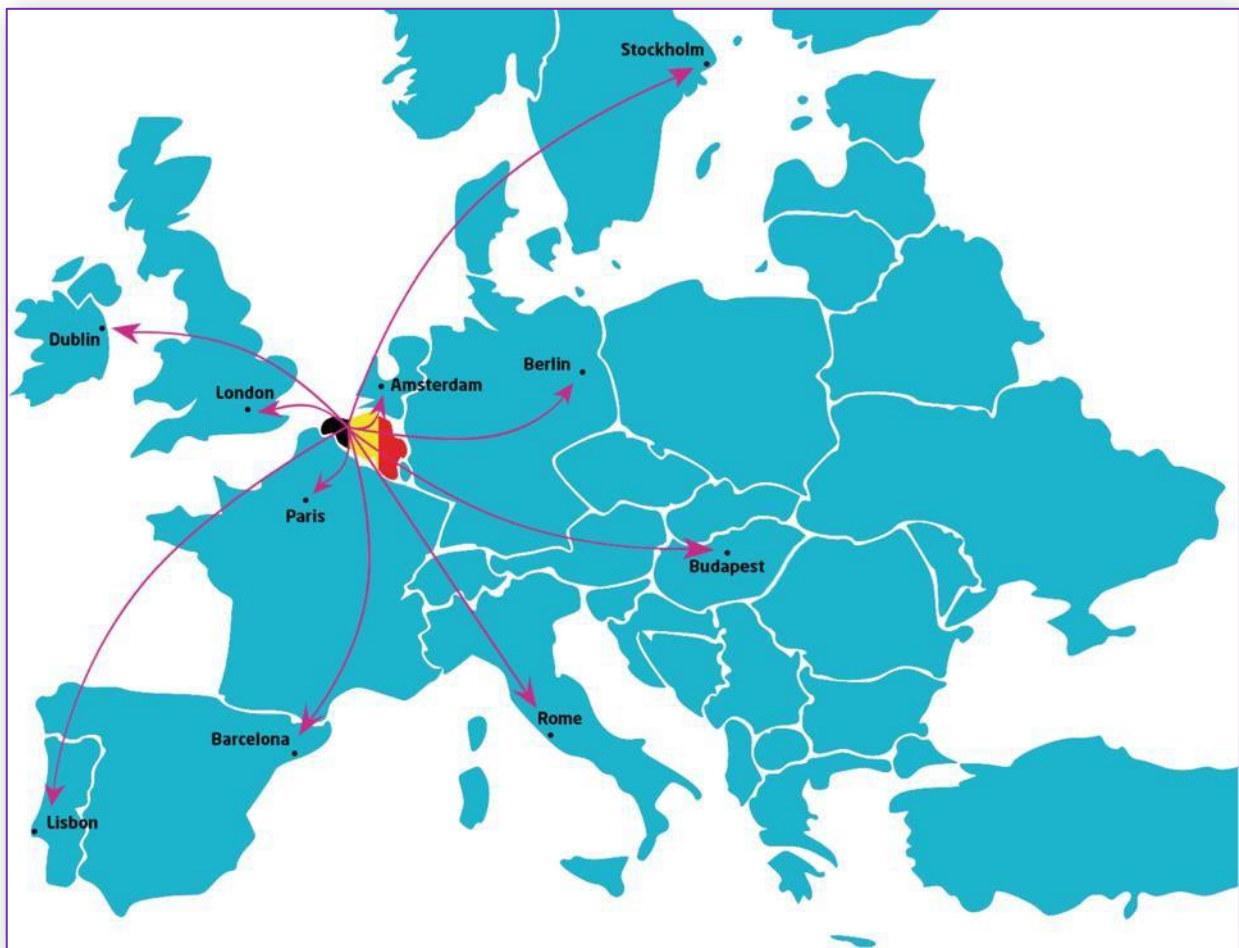 Stockholm
Dublin
Berlin
Amsterdam
London
Paris
Budapest
Rome
Barcelona
Lisbon